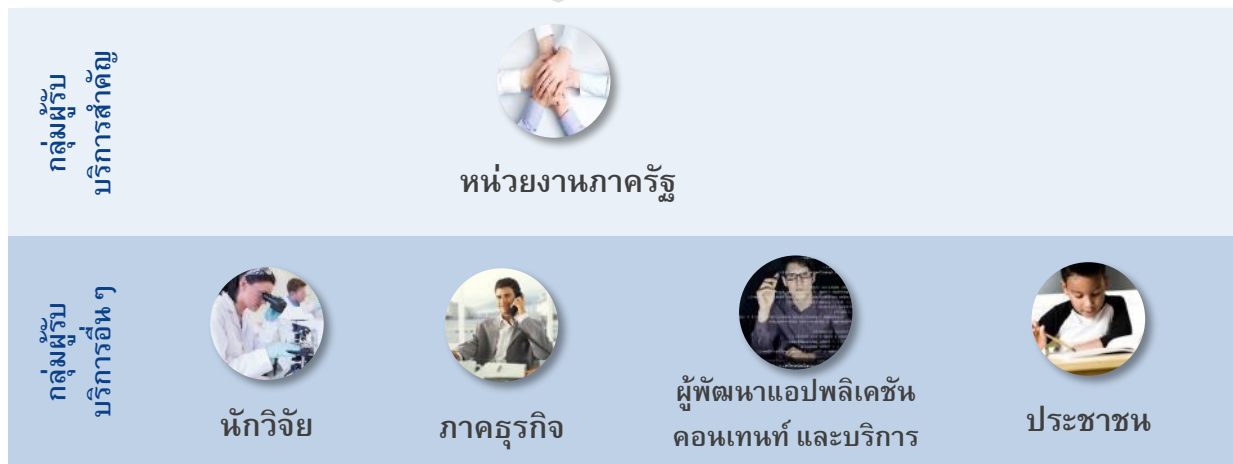 กลุ่มผู้รับ
บริการสำคัญ
หน่วยงานภาครัฐ
กลุ่มผู้รับ
บริการอื่น ๆ
นักวิจัย
ภาคธุรกิจ
ผู้พัฒนาแอปพลิเคชัน
คอนเทนท์ และบริการ
ประชาชน